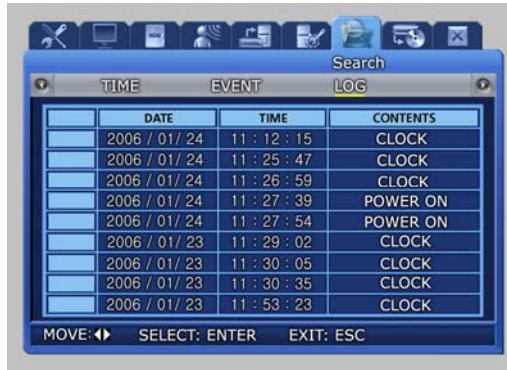 Search
TIME EVENT LOG
DATE TIME CONTENTS
2006 / 01/ 24 11 : 12 : 15 CLOCK
2006 / 01/ 24 11 : 25 : 47 CLOCK
2006 / 01/ 24 11 : 26 : 59 CLOCK
2006 / 01/ 24 11 : 27 : 39 POWER ON
2006 / 01/ 24 11 : 27 : 54 POWER ON
2006 / 01/ 23 11 : 29 : 02 CLOCK
2006 / 01/ 23 11 : 30 : 05 CLOCK
2006 / 01/ 23 11 : 30 : 35 CLOCK
2006 / 01/ 23 11 : 53 : 23 CLOCK
MOVE: SELECT: ENTER EXIT: ESC